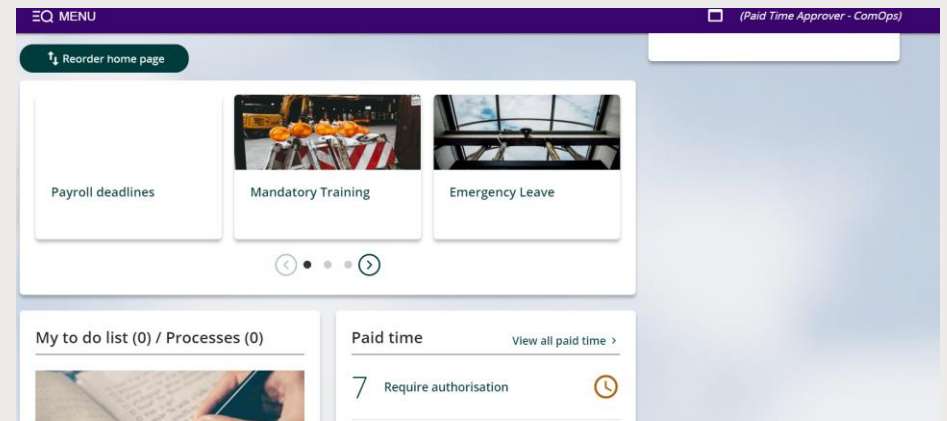 MENU
(Paid Time Approver - ComOps)
Reorder home page
Payroll deadlines
Mandatory Training
Emergency Leave
My to do list (0) / Processes (0)
Paid time
View all paid time >
7 Require authorisation